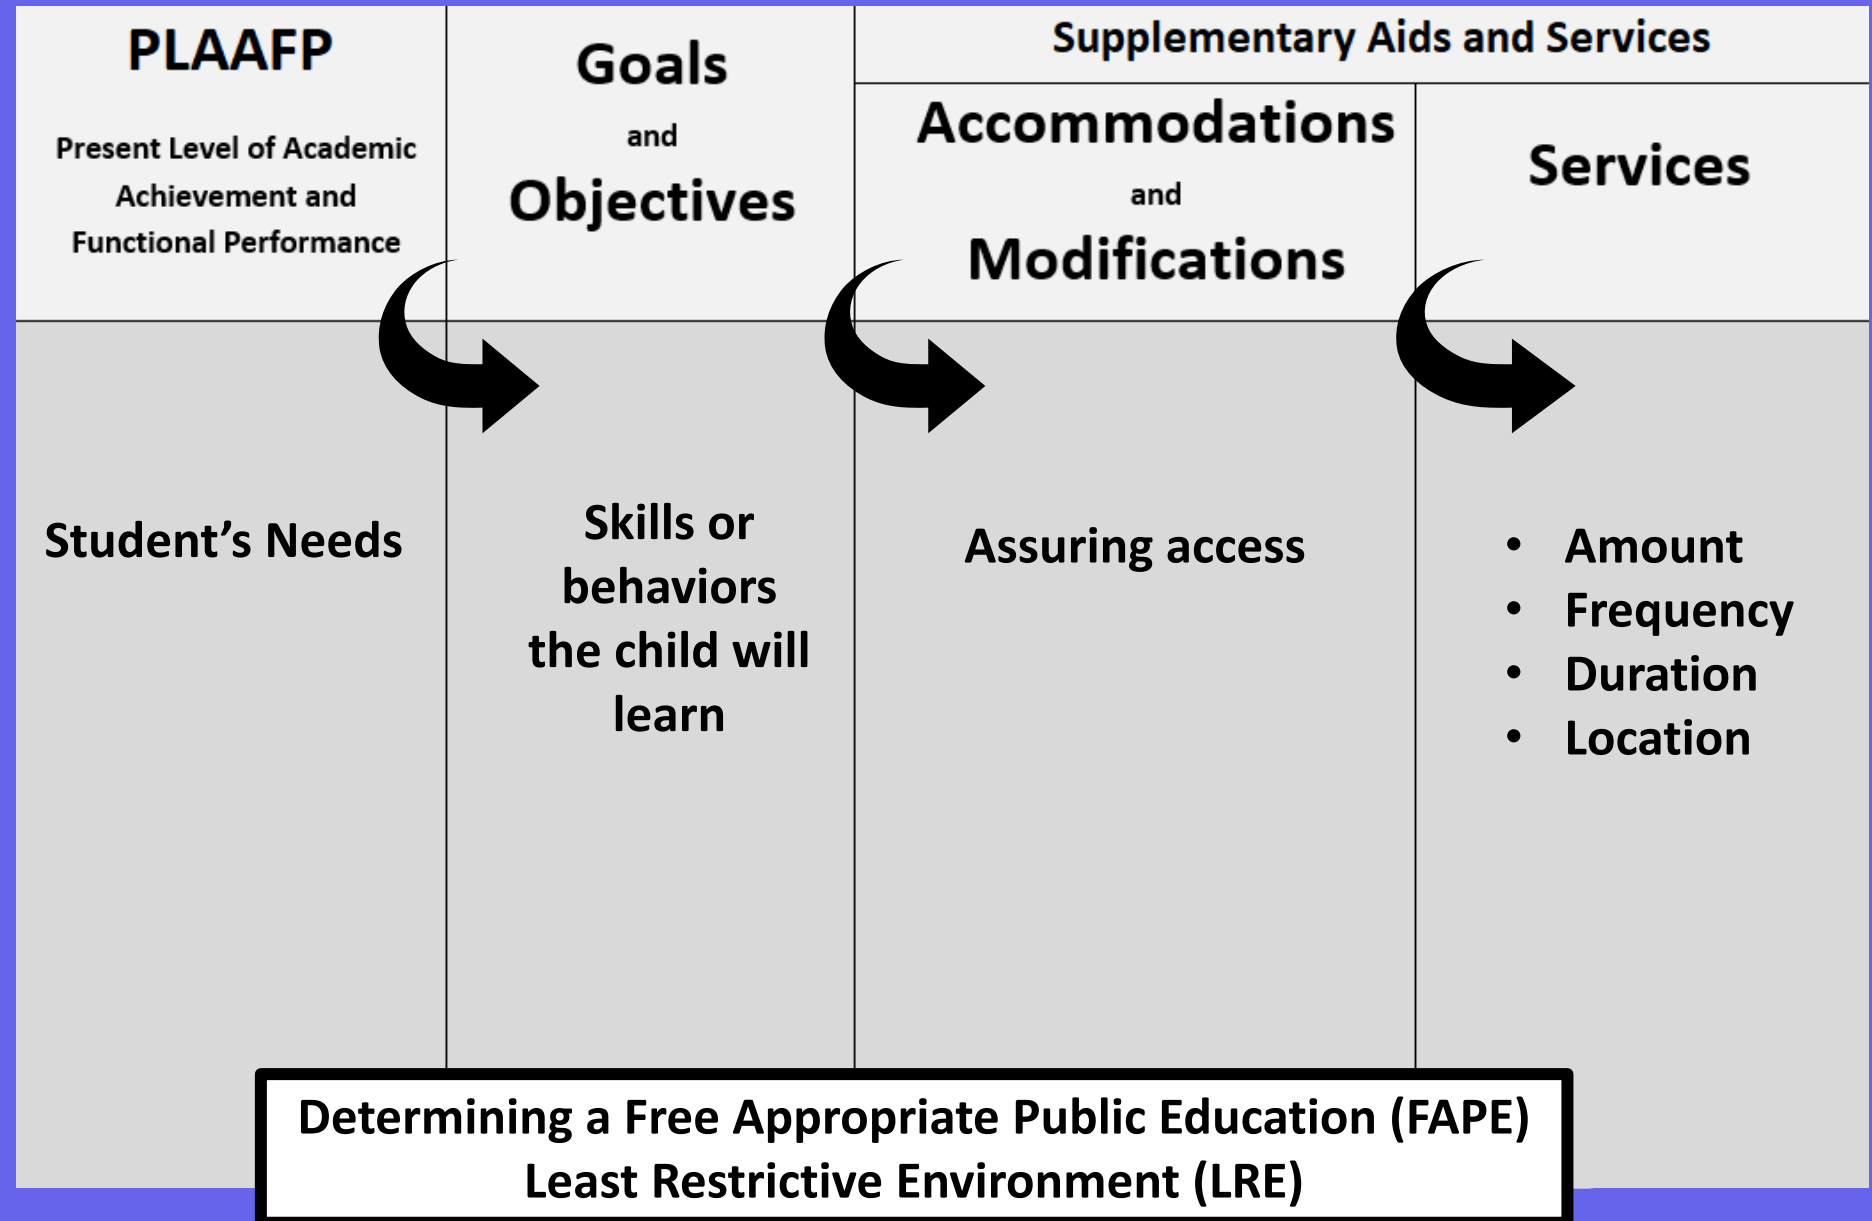 PLAAFP
Present Level of Academic
Achievement and
Functional Performance
Goals
and
Objectives
Supplementary Aids and Services
Accommodations
and
Modifications
Services
Student’s Needs
Skills or
behaviors
the child will
learn
Assuring access
• Amount
• Frequency
• Duration
• Location
Determining a Free Appropriate Public Education (FAPE)
Least Restrictive Environment (LRE)